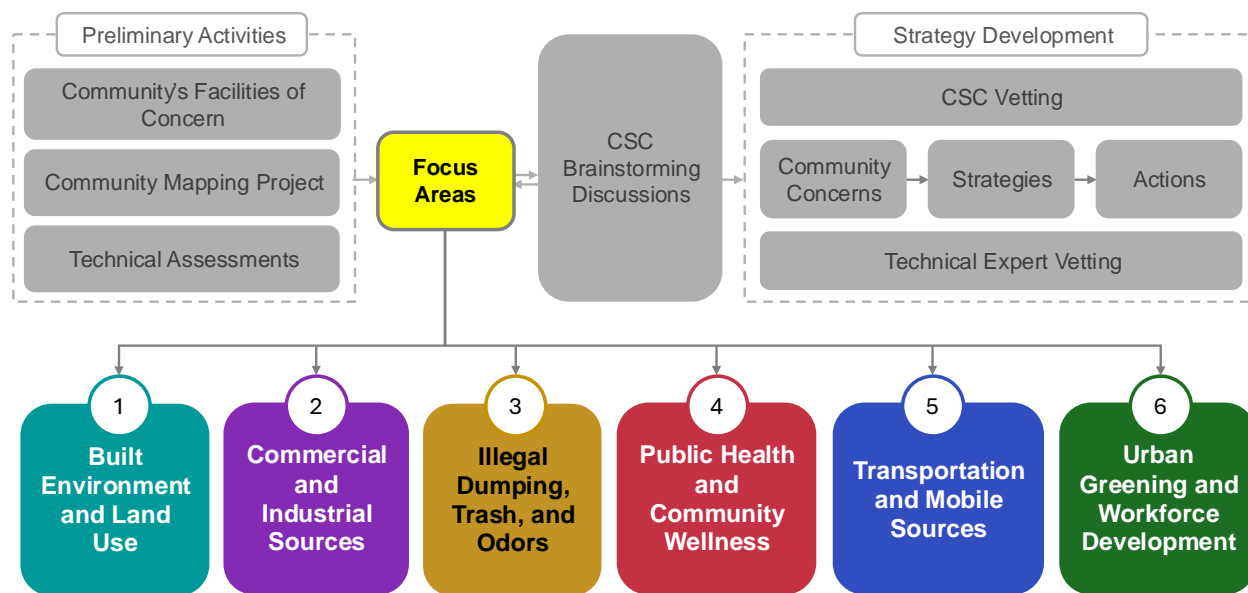 Preliminary Activities
Community's Facilities of
Concern
Community Mapping Project
Technical Assessments
Focus
Areas
CSC
Brainstorming
Discussions
Strategy Development
CSC Vetting
Community
Concerns
Strategies
Actions
Technical Expert Vetting
1
Built
Environment
and Land
Use
2
Commercial
and
Industrial
Sources
3
Illegal
Dumping,
Trash, and
Odors
4
Public Health
and
Community
Wellness
5
Transportation
and Mobile
Sources
6
Urban
Greening and
Workforce
Development